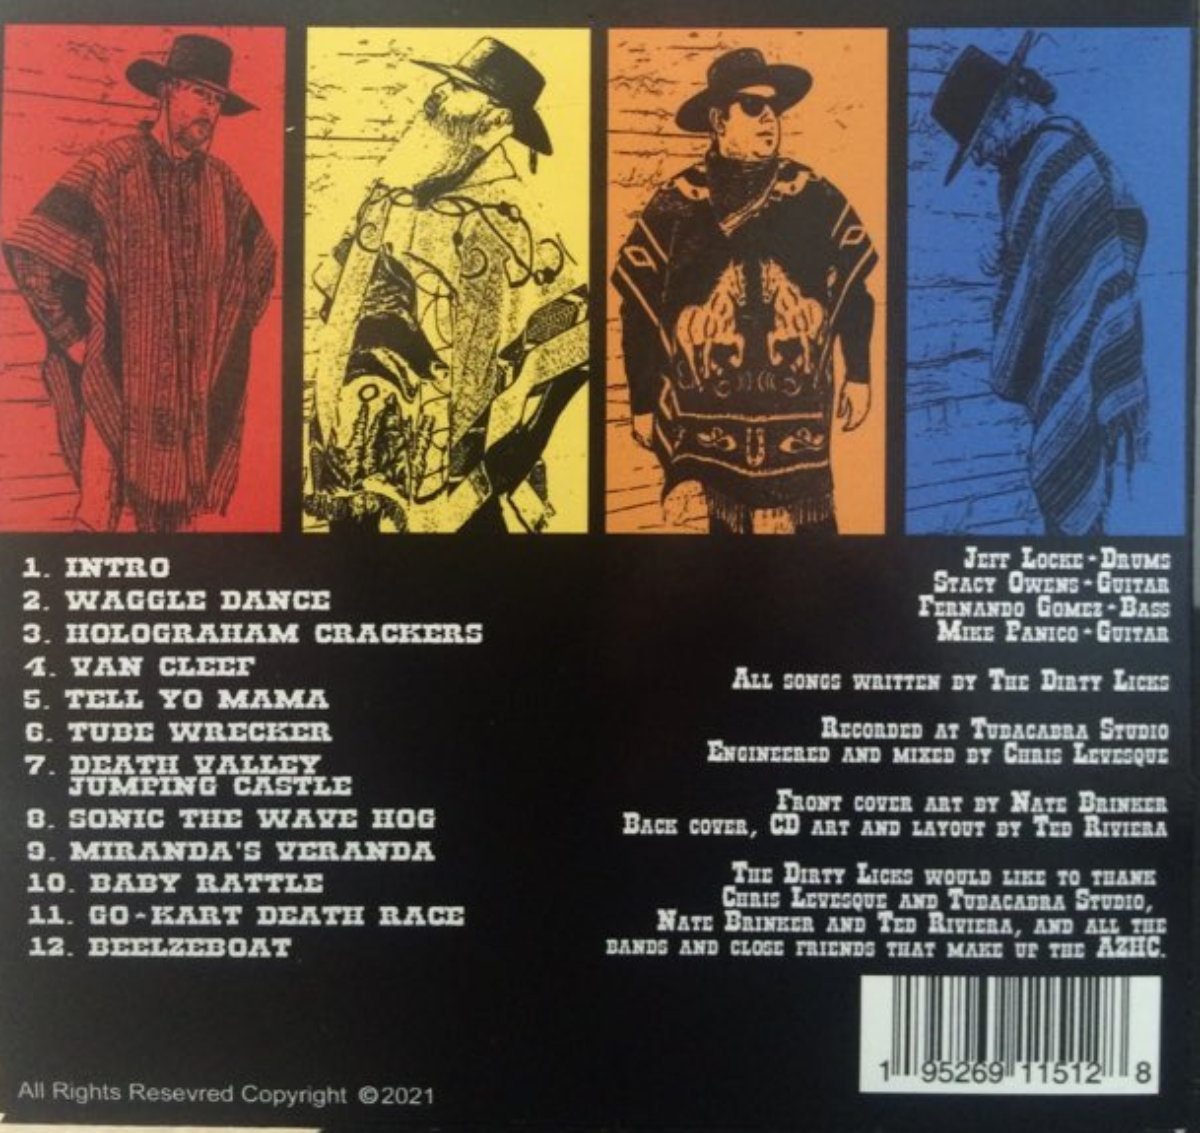 1. INTRO
2. WAGGLE DANCE
3. HOLOGRAHAM CRACKERS
4. VAN CLEEF
5. TELL YO MAMA
6. TUBE WRECKER
7. DEATH VALLEY
JUMPING CASTLE
8. SONIC THE WAVE HOG
9. MIRANDA'S VERANDA
10. BABY RATTLE
11. GO-KART DEATH RACE
12. BEELZEBOAT
JEFF LOCKE-DRUMS
STACY OWENS-GUITAR
FERNANDO GOMEZ-BASS
MIKE PANICO-GUITAR
ALL SONGS WRITTEN BY THE DIRTY LICKS
RECORDED AT TUBACABRA STUDIO
ENGINEERED AND MIXED BY CHRIS LEVESQUE
FRONT COVER ART BY NATE BRINKER
BACK COVER, CD ART AND LAYOUT BY TED RIVIERA
THE DIRTY LICKS WOULD LIKE TO THANK
CHRIS LEVESQUE AND TUBACABRA STUDIO,
NATE BRINKER AND TED RIVIERA, AND ALL THE
BANDS AND CLOSE FRIENDS THAT MAKE UP THE AZHC.
1 95269 11512 8
All Rights Resevred Copyright ©2021